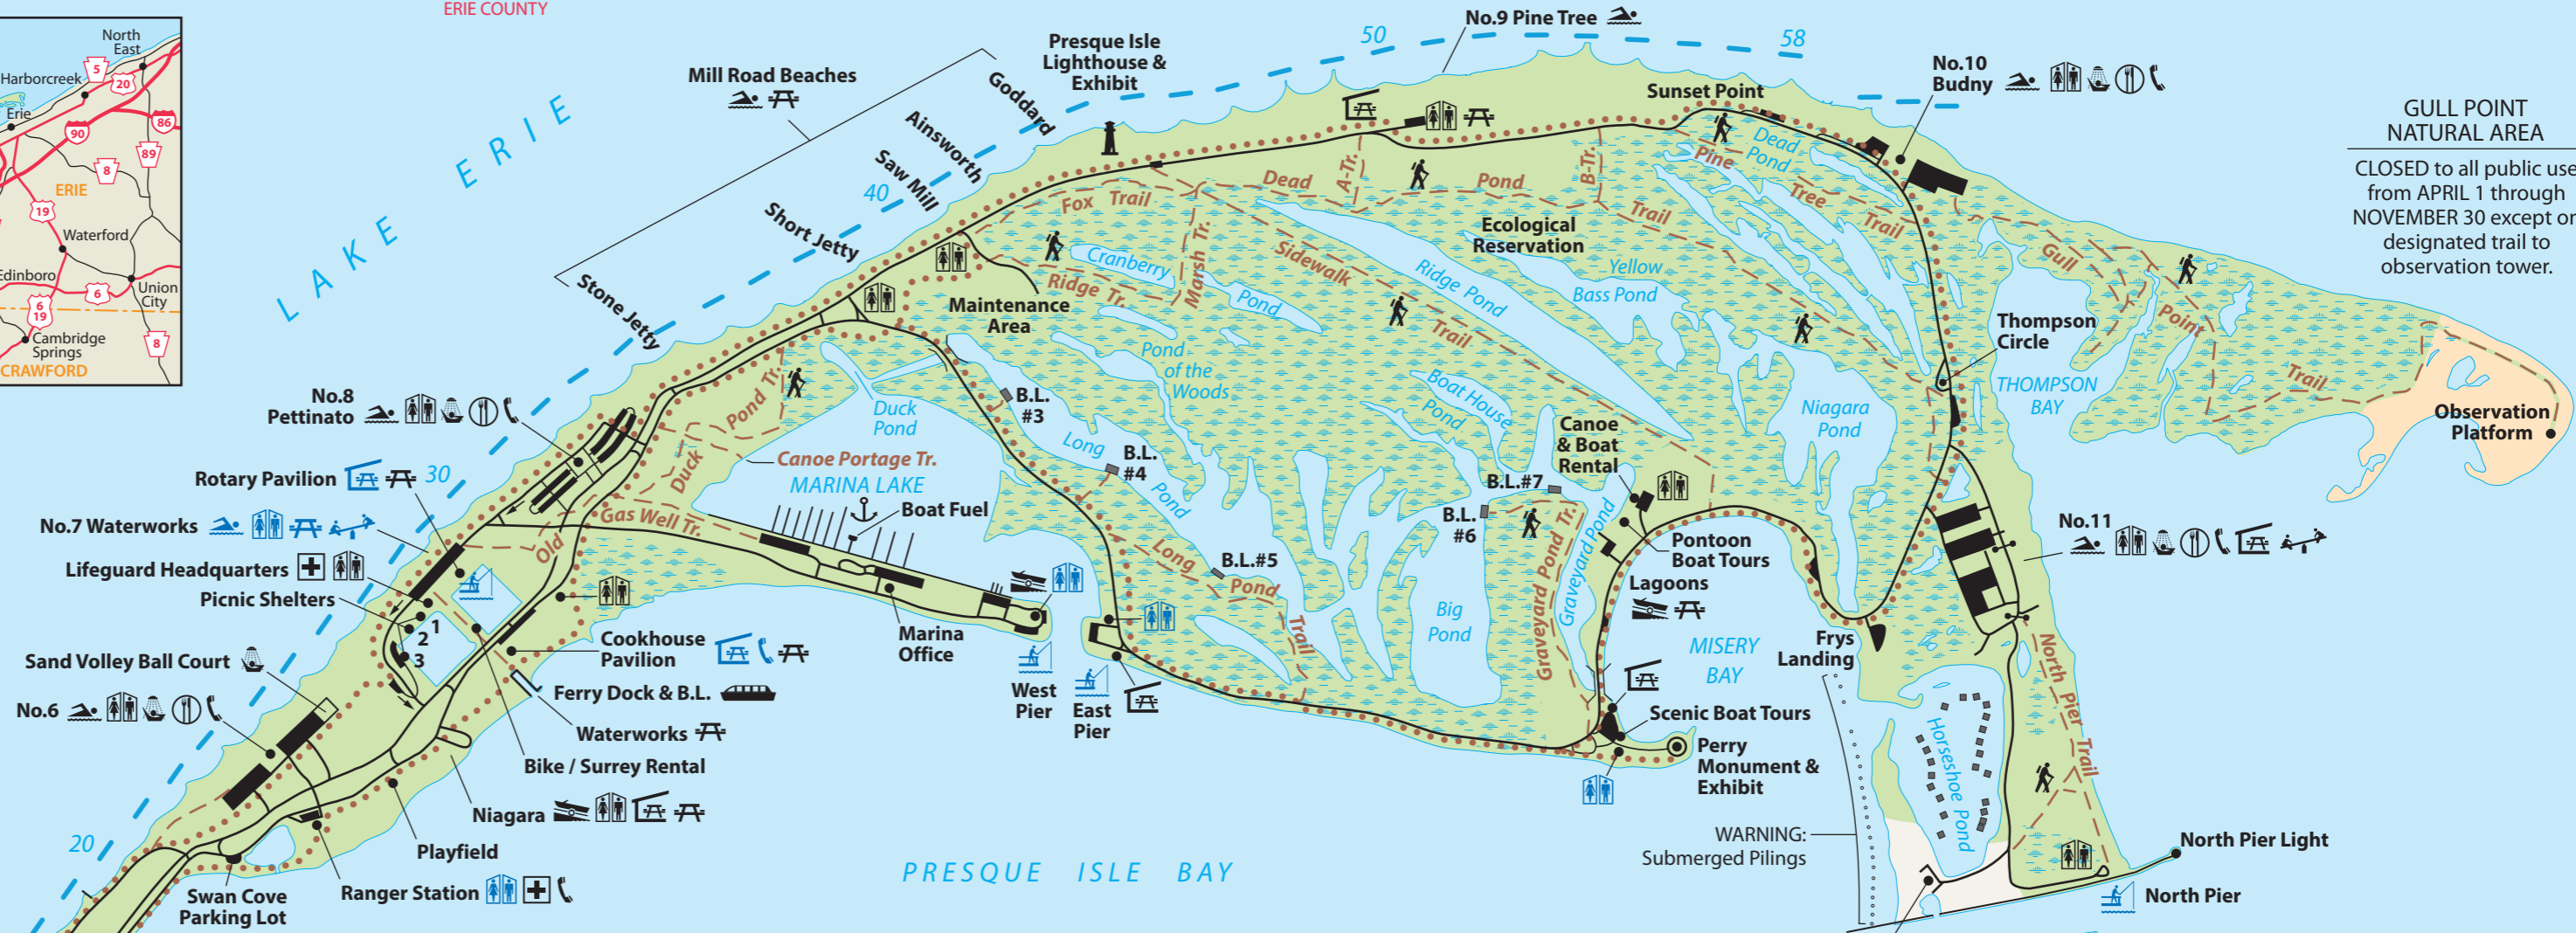 ERIE COUNTY
North
East
5
20
Harborcreek
Erie
90
86
89
8
ERIE
19
Waterford
Edinboro
Union
City
6
6
19
Cambridge
Springs
8
CRAWFORD
LAKE ERIE
Mill Road Beaches
Goddard
Ainsworth
Saw Mill
Short Jetty
Stone Jetty
20
30
40
50
58
Presque Isle
Lighthouse &
Exhibit
No.9 Pine Tree
Sunset Point
No.10
Budny
GULL POINT
NATURAL AREA
CLOSED to all public use
from APRIL 1 through
NOVEMBER 30 except on
designated trail to
observation tower.
Dead
Pond
Pine Tree Trail
Fox Trail
Dead Pond Trail
A-Tr.
B-Tr.
Marsh Tr.
Ridge Tr.
Cranberry
Pond
Sidewalk Trail
Ecological
Reservation
Ridge Pond
Yellow
Bass Pond
Gull Point Trail
Maintenance
Area
Pond
of the
Woods
Thompson
Circle
THOMPSON
BAY
Observation
Platform
Niagara
Pond
Boat House
Pond
Canoe
& Boat
Rental
B.L.
#3
B.L.
#4
Long Pond
B.L.#5
Long Pond Trail
B.L.
#6
B.L.#7
Big
Pond
Graveyard Pond Tr.
Graveyard Pond
Pontoon
Boat Tours
Lagoons
MISERY
BAY
Frys
Landing
No.11
North Pier Trail
Horseshoe Pond
Duck
Pond
Duck Pond Tr.
Canoe Portage Tr.
MARINA LAKE
Boat Fuel
Old Gas Well Tr.
No.8
Pettinato
Rotary Pavilion
No.7 Waterworks
Lifeguard Headquarters
Picnic Shelters
1
2
3
Sand Volley Ball Court
No.6
Cookhouse
Pavilion
Ferry Dock & B.L.
Waterworks
Bike / Surrey Rental
Niagara
Playfield
Ranger Station
Swan Cove
Parking Lot
Marina
Office
West
Pier
East
Pier
Scenic Boat Tours
Perry
Monument &
Exhibit
WARNING:
Submerged Pilings
North Pier Light
North Pier
PRESQUE ISLE BAY